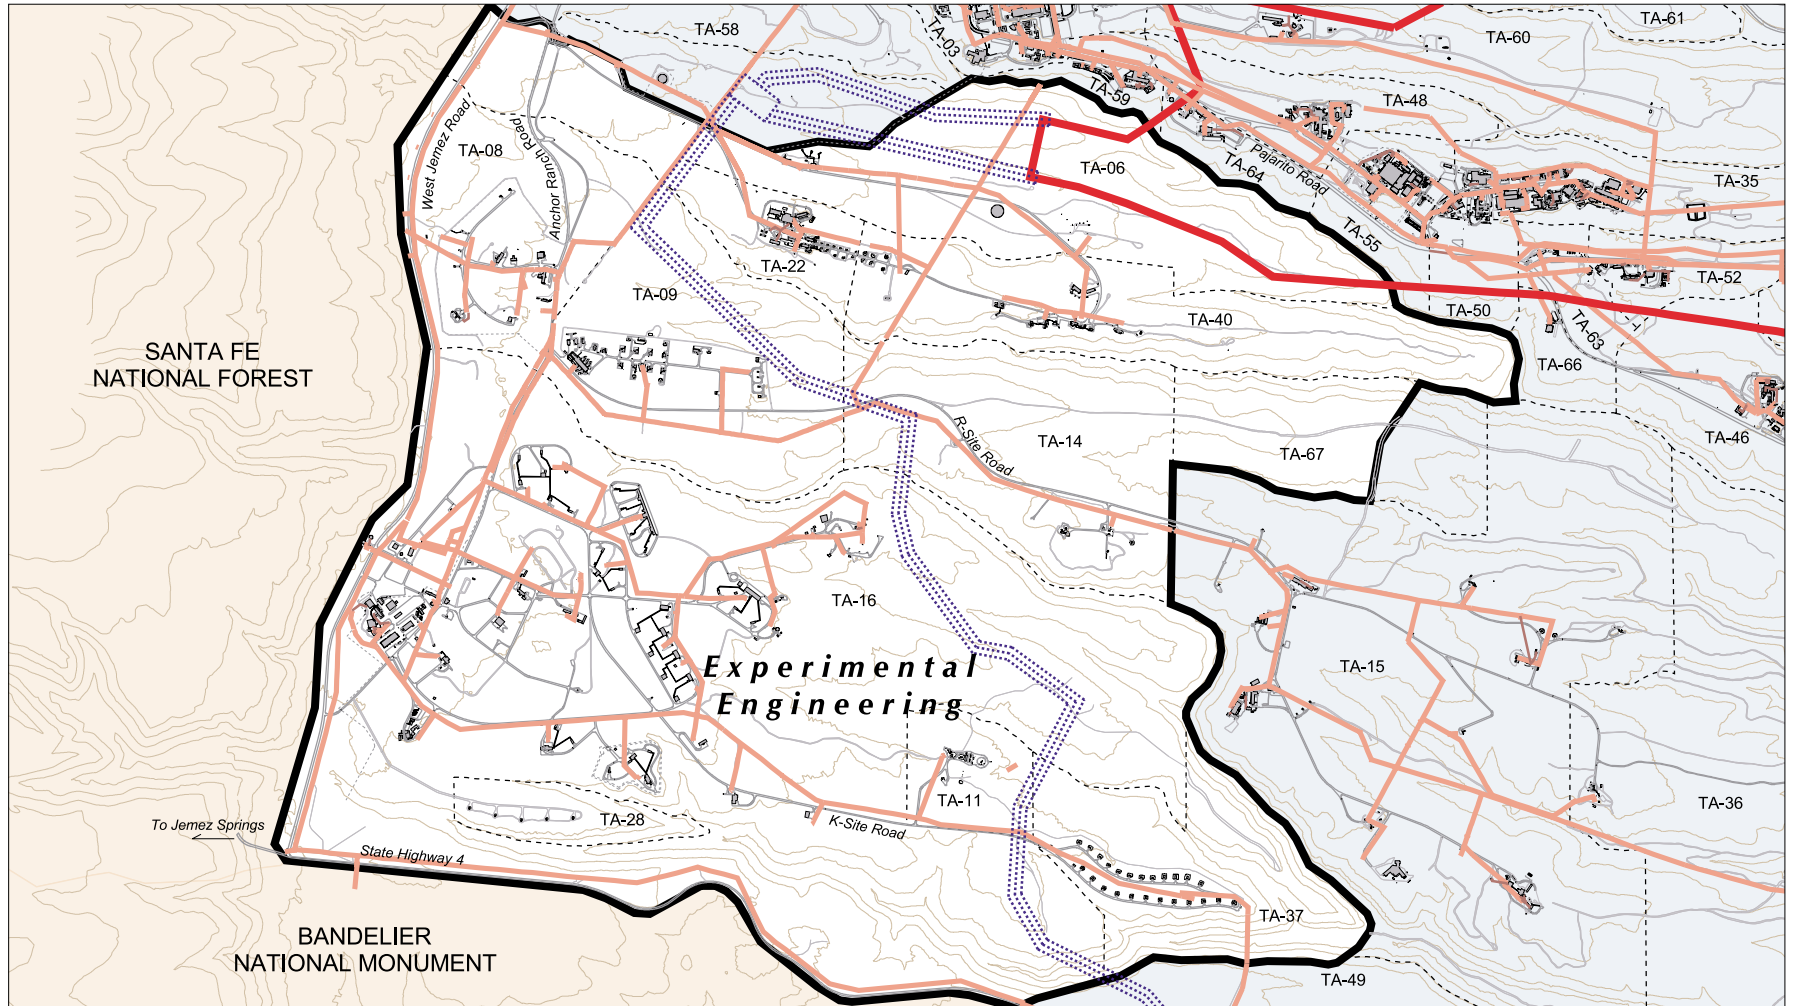 TA-58
TA-03
TA-60
TA-61
TA-59
TA-48
West Jemez Road
TA-08
Anchor Ranch Road
TA-06
TA-64
Pajarito Road
TA-35
TA-55
TA-22
TA-09
TA-52
TA-50
TA-40
TA-63
TA-66
SANTA FE
NATIONAL FOREST
R-Site Road
TA-14
TA-67
TA-46
TA-16
Experimental
Engineering
TA-15
TA-11
TA-36
TA-28
To Jemez Springs
K-Site Road
State Highway 4
TA-37
BANDELIER
NATIONAL MONUMENT
TA-49